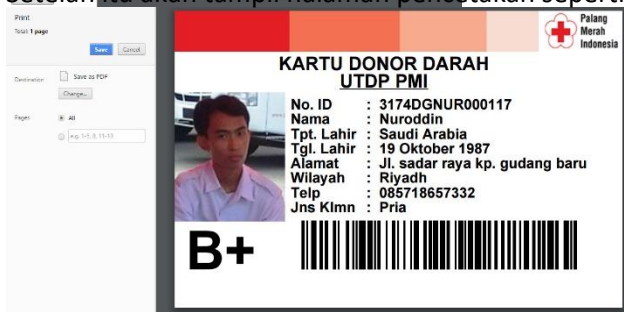 Setelah itu akan tampil halaman pencetakan seperti
Print
Total: 1 page
Save Cancel
Destination Save as PDF
Change...
Pages All
e.g. 1-5, 8, 11-13
Palang
Merah
Indonesia
KARTU DONOR DARAH
UTDP PMI
No. ID : 3174DGNUR000117
Nama : Nuroddin
Tpt. Lahir : Saudi Arabia
Tgl. Lahir : 19 Oktober 1987
Alamat : Jl. sadar raya kp. gudang baru
Wilayah : Riyadh
Telp : 085718657332
Jns Klmn : Pria
B+